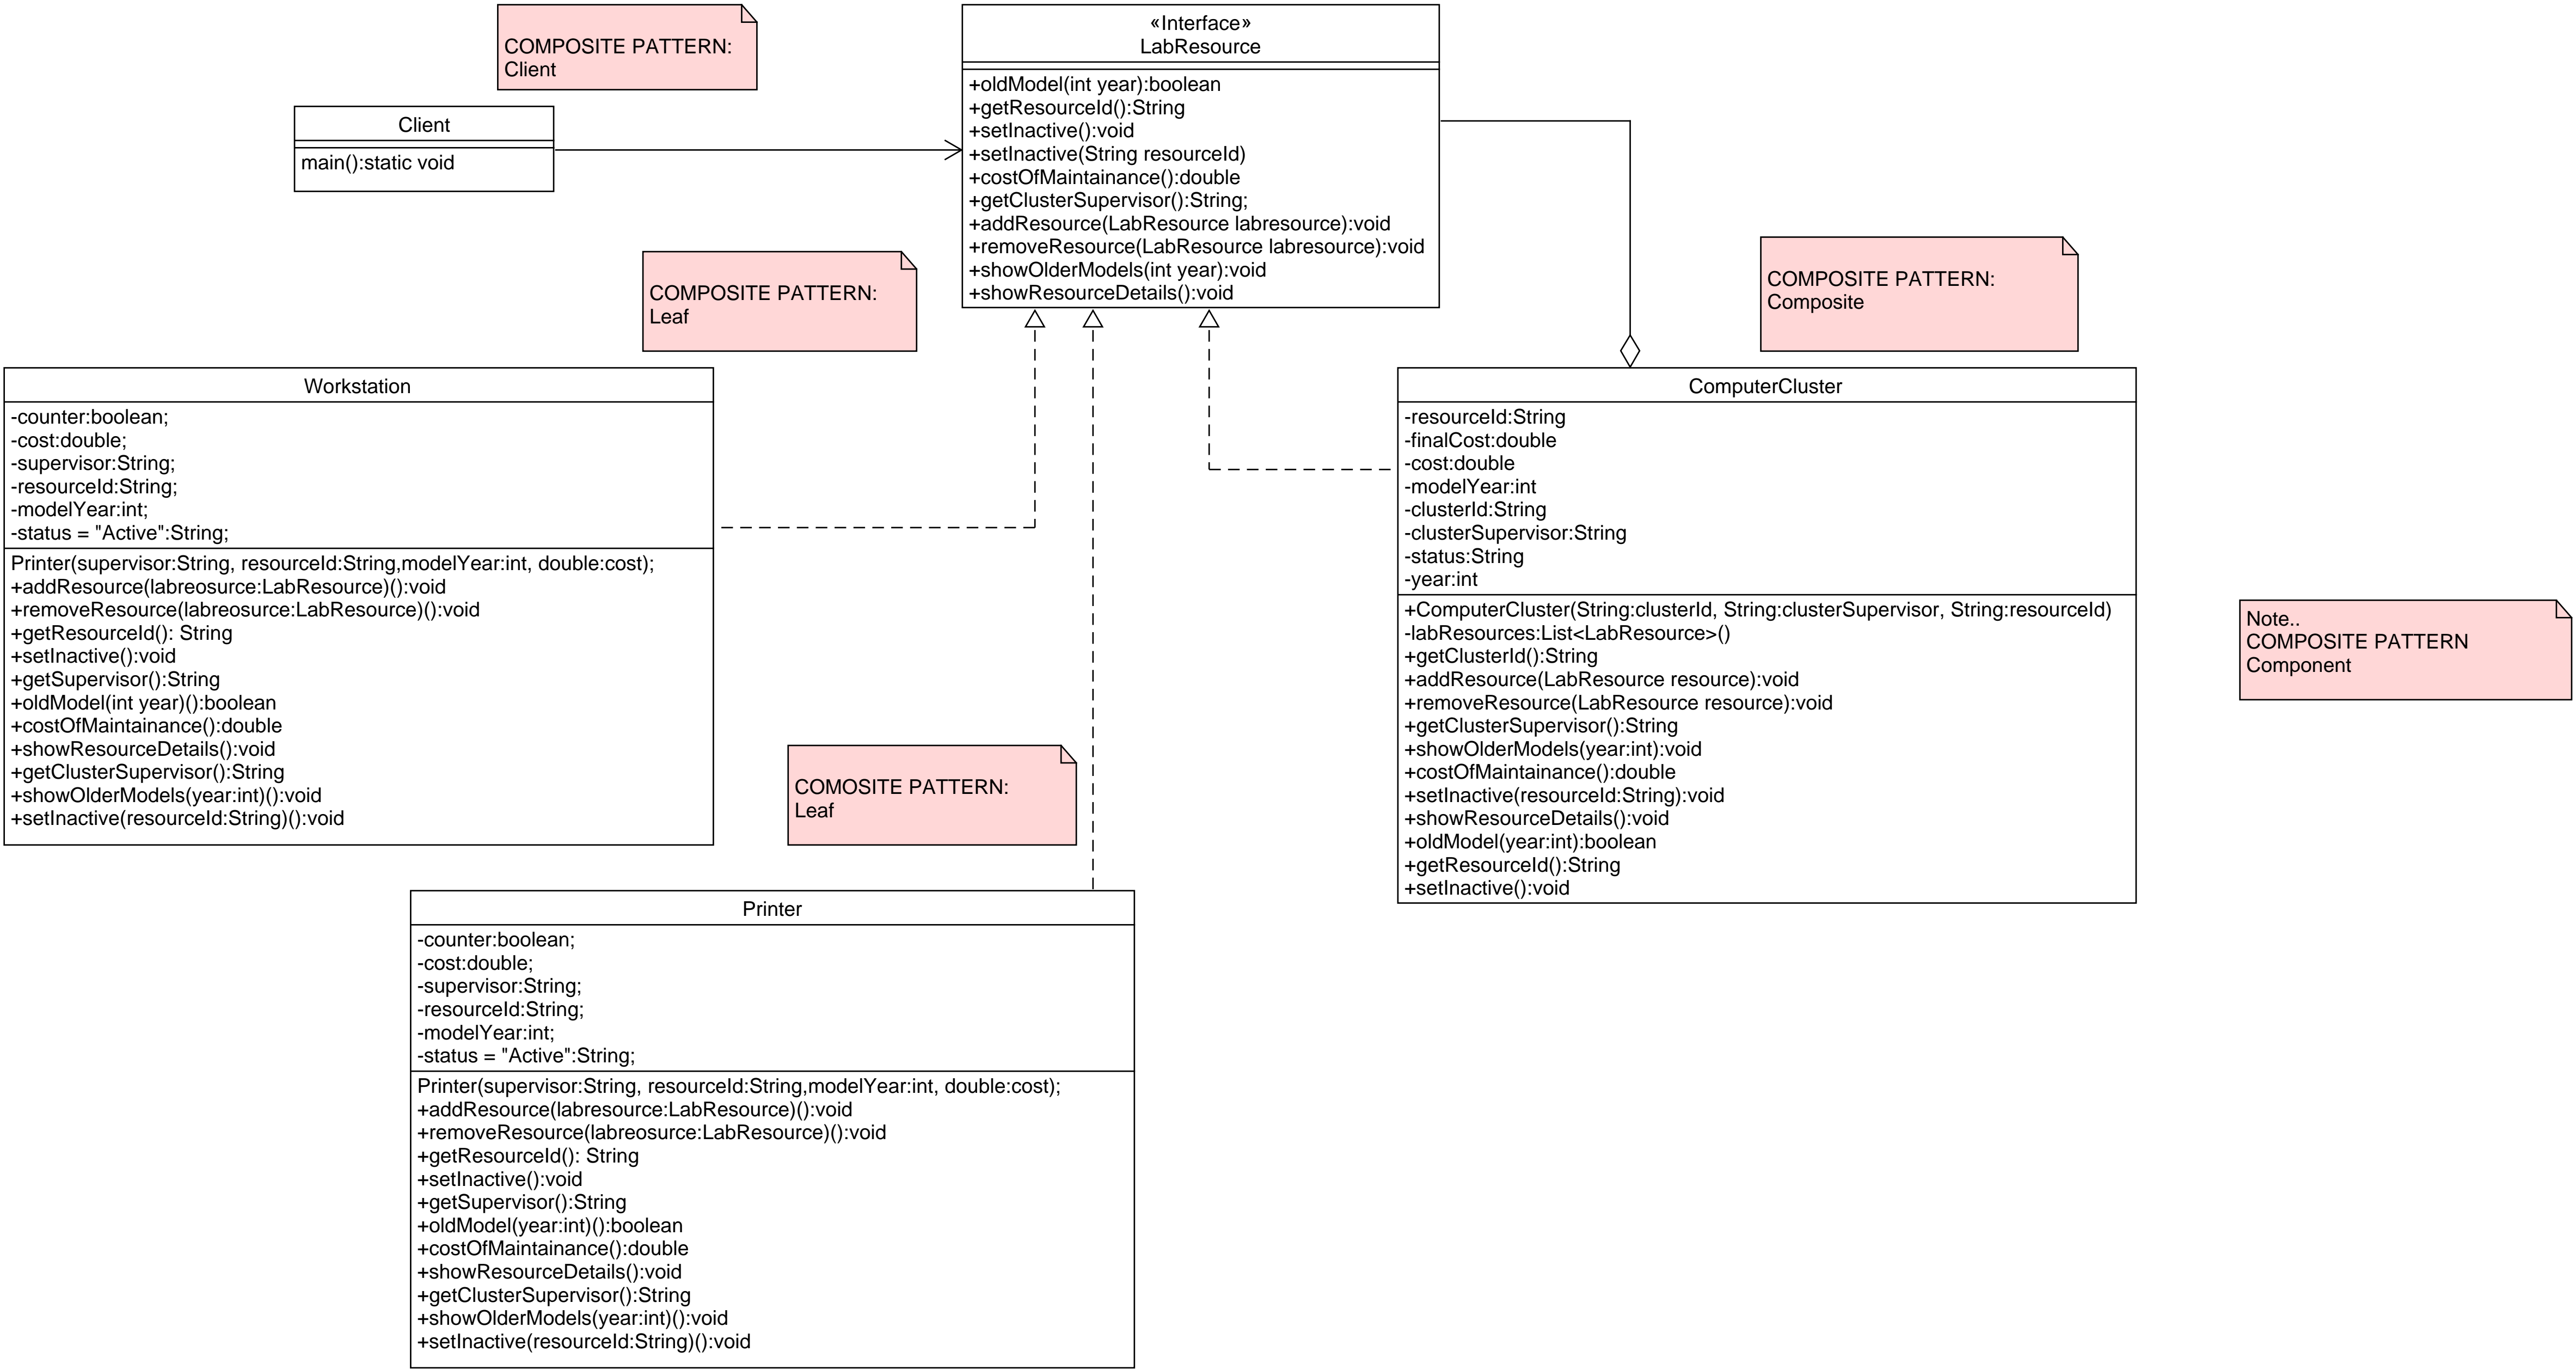 COMPOSITE PATTERN:
Client
«Interface»
LabResource
+oldModel(int year):boolean
+getResourceId():String
+setInactive():void
+setInactive(String resourceId)
+costOfMaintainance():double
+getClusterSupervisor():String;
+addResource(LabResource labresource):void
+removeResource(LabResource labresource):void
+showOlderModels(int year):void
+showResourceDetails():void
Client
main():static void
COMPOSITE PATTERN:
Leaf
COMPOSITE PATTERN:
Composite
Workstation
-counter:boolean;
-cost:double;
-supervisor:String;
-resourceId:String;
-modelYear:int;
-status = "Active":String;
Printer(supervisor:String, resourceId:String,modelYear:int, double:cost);
+addResource(labreosurce:LabResource)():void
+removeResource(labreosurce:LabResource)():void
+getResourceId(): String
+setInactive():void
+getSupervisor():String
+oldModel(int year)():boolean
+costOfMaintainance():double
+showResourceDetails():void
+getClusterSupervisor():String
+showOlderModels(year:int)():void
+setInactive(resourceId:String)():void
ComputerCluster
-resourceId:String
-finalCost:double
-cost:double
-modelYear:int
-clusterId:String
-clusterSupervisor:String
-status:String
-year:int
+ComputerCluster(String:clusterId, String:clusterSupervisor, String:resourceId)
-labResources:List<LabResource>()
+getClusterId():String
+addResource(LabResource resource):void
+removeResource(LabResource resource):void
+getClusterSupervisor():String
+showOlderModels(year:int):void
+costOfMaintainance():double
+setInactive(resourceId:String):void
+showResourceDetails():void
+oldModel(year:int):boolean
+getResourceId():String
+setInactive():void
Note..
COMPOSITE PATTERN
Component
COMOSITE PATTERN:
Leaf
Printer
-counter:boolean;
-cost:double;
-supervisor:String;
-resourceId:String;
-modelYear:int;
-status = "Active":String;
Printer(supervisor:String, resourceId:String,modelYear:int, double:cost);
+addResource(labresource:LabResource)():void
+removeResource(labreosurce:LabResource)():void
+getResourceId(): String
+setInactive():void
+getSupervisor():String
+oldModel(year:int)():boolean
+costOfMaintainance():double
+showResourceDetails():void
+getClusterSupervisor():String
+showOlderModels(year:int)():void
+setInactive(resourceId:String)():void